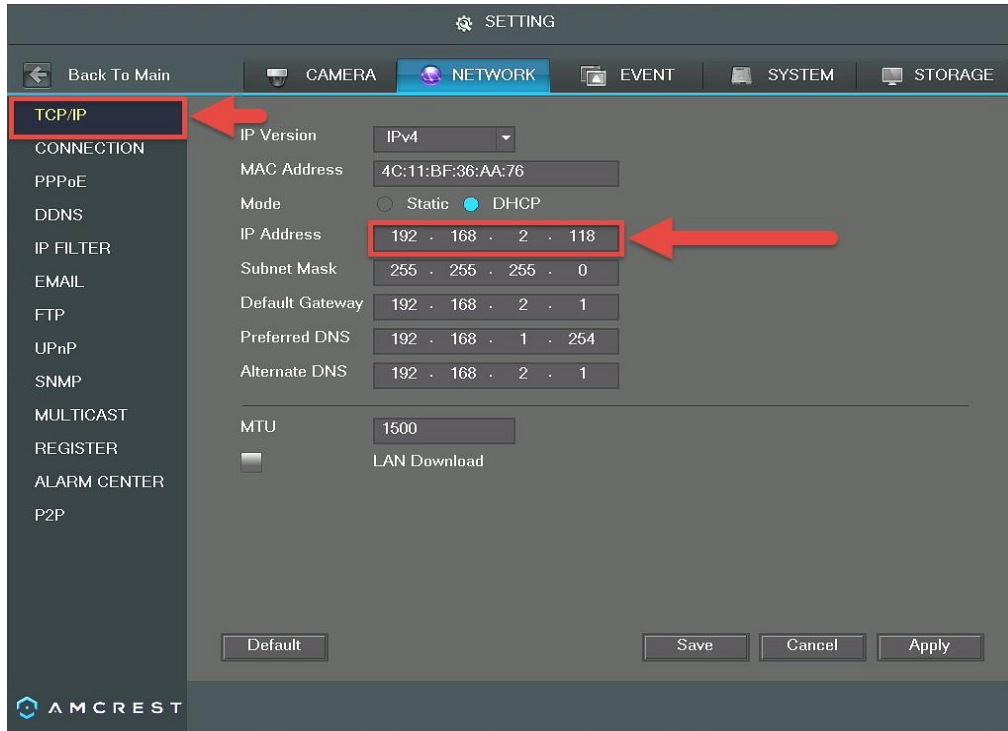 SETTING
Back To Main
CAMERA
NETWORK
EVENT
SYSTEM
STORAGE
TCP/IP
CONNECTION
PPPoE
DDNS
IP FILTER
EMAIL
FTP
UPnP
SNMP
MULTICAST
REGISTER
ALARM CENTER
P2P
IP Version IPv4
MAC Address 4C:11:BF:36:AA:76
Mode Static DHCP
IP Address 192 . 168 . 2 . 118
Subnet Mask 255 . 255 . 255 . 0
Default Gateway 192 . 168 . 2 . 1
Preferred DNS 192 . 168 . 1 . 254
Alternate DNS 192 . 168 . 2 . 1
MTU 1500
LAN Download
Default Save Cancel Apply
AMCREST